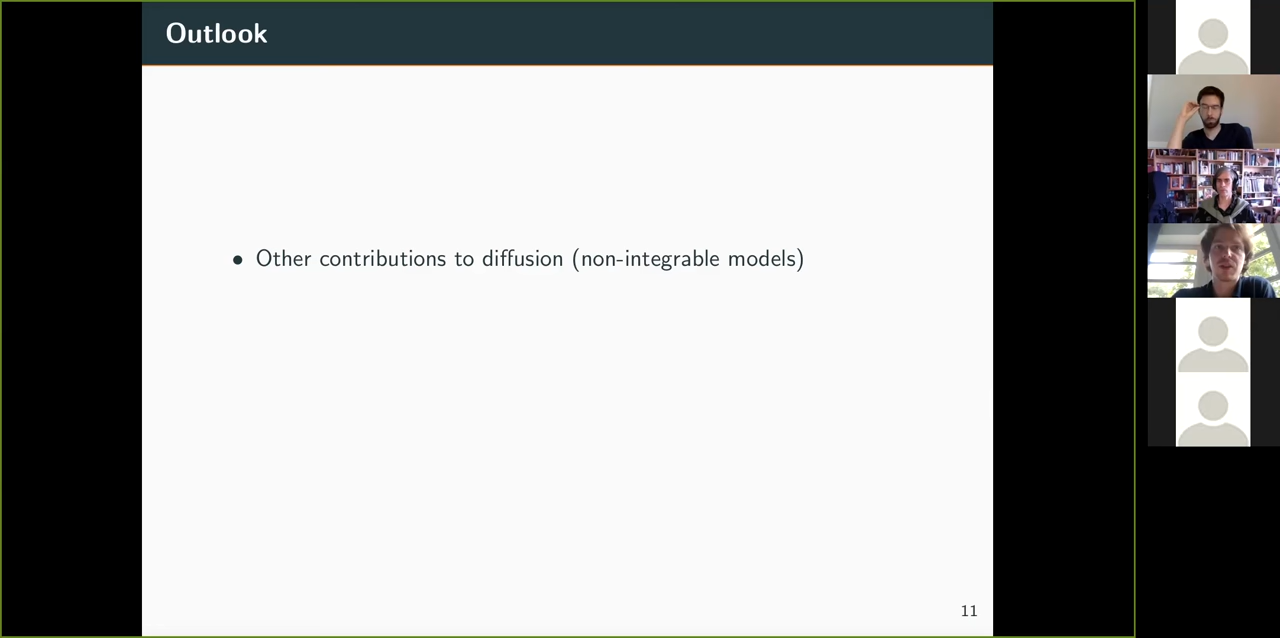 Outlook
• Other contributions to diffusion (non-integrable models)
11